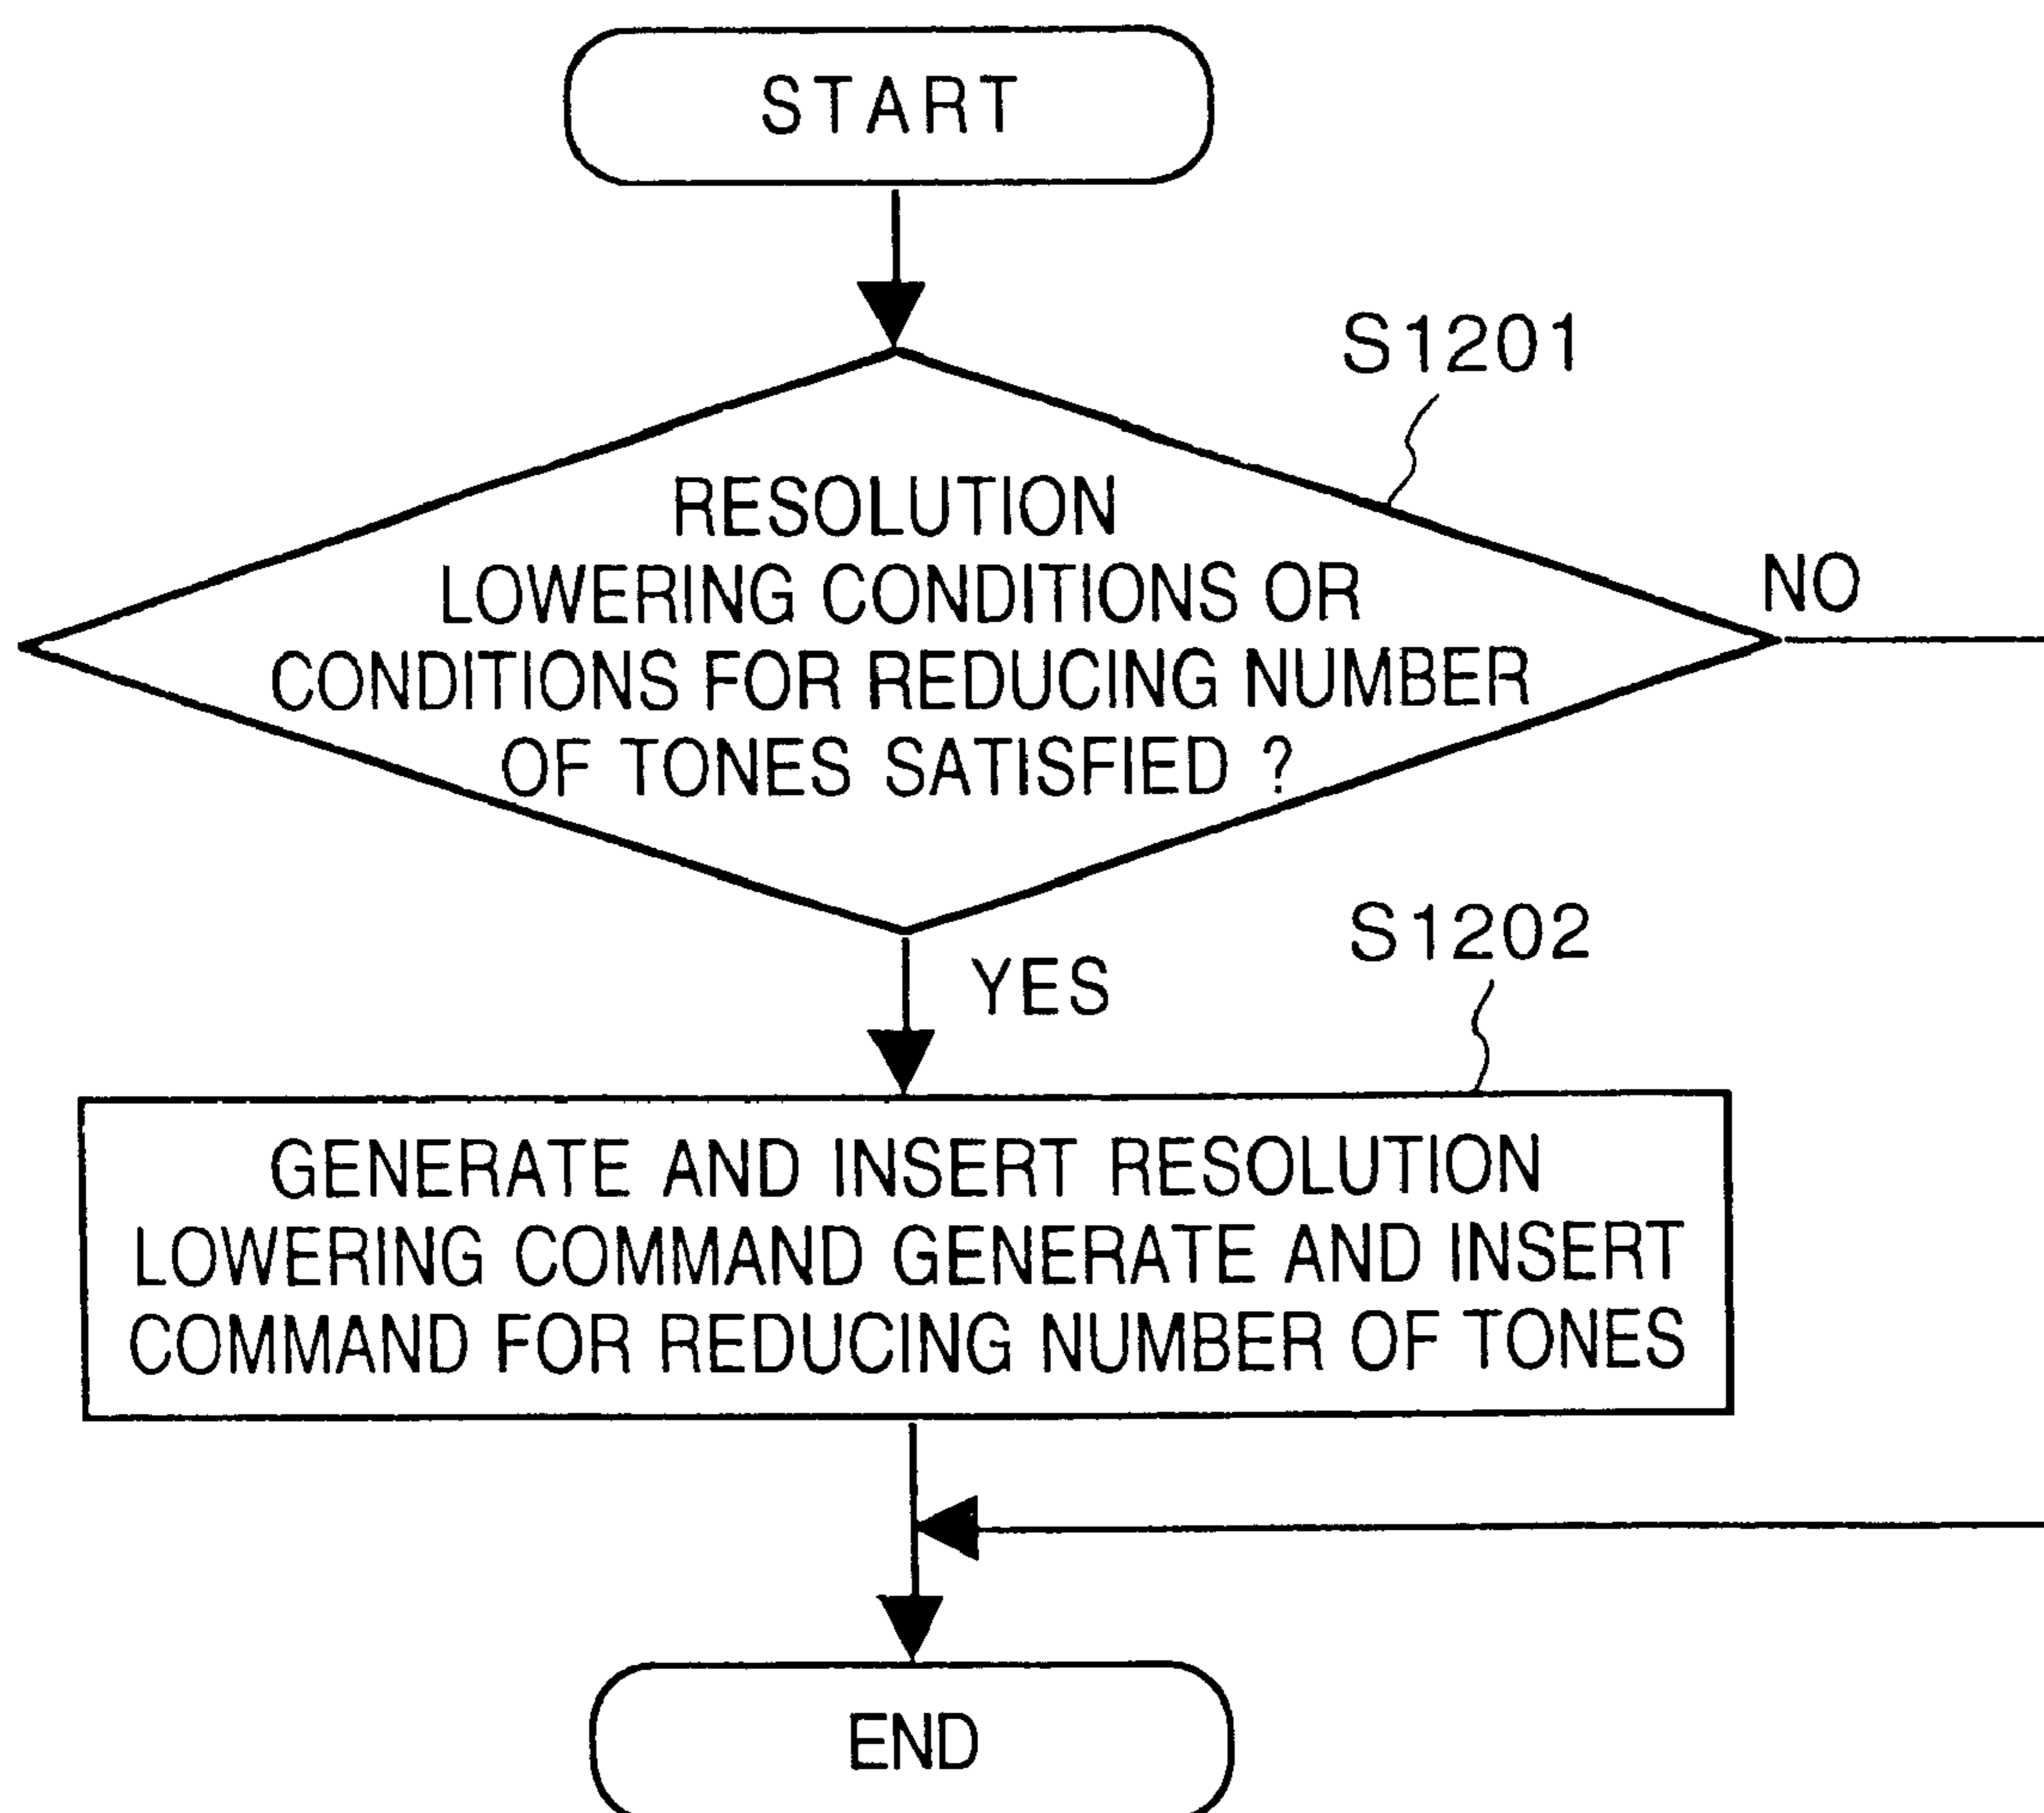 START
S1201
RESOLUTION
LOWERING CONDITIONS OR
CONDITIONS FOR REDUCING NUMBER
OF TONES SATISFIED ?
NO
YES
S1202
GENERATE AND INSERT RESOLUTION
LOWERING COMMAND GENERATE AND INSERT
COMMAND FOR REDUCING NUMBER OF TONES
END